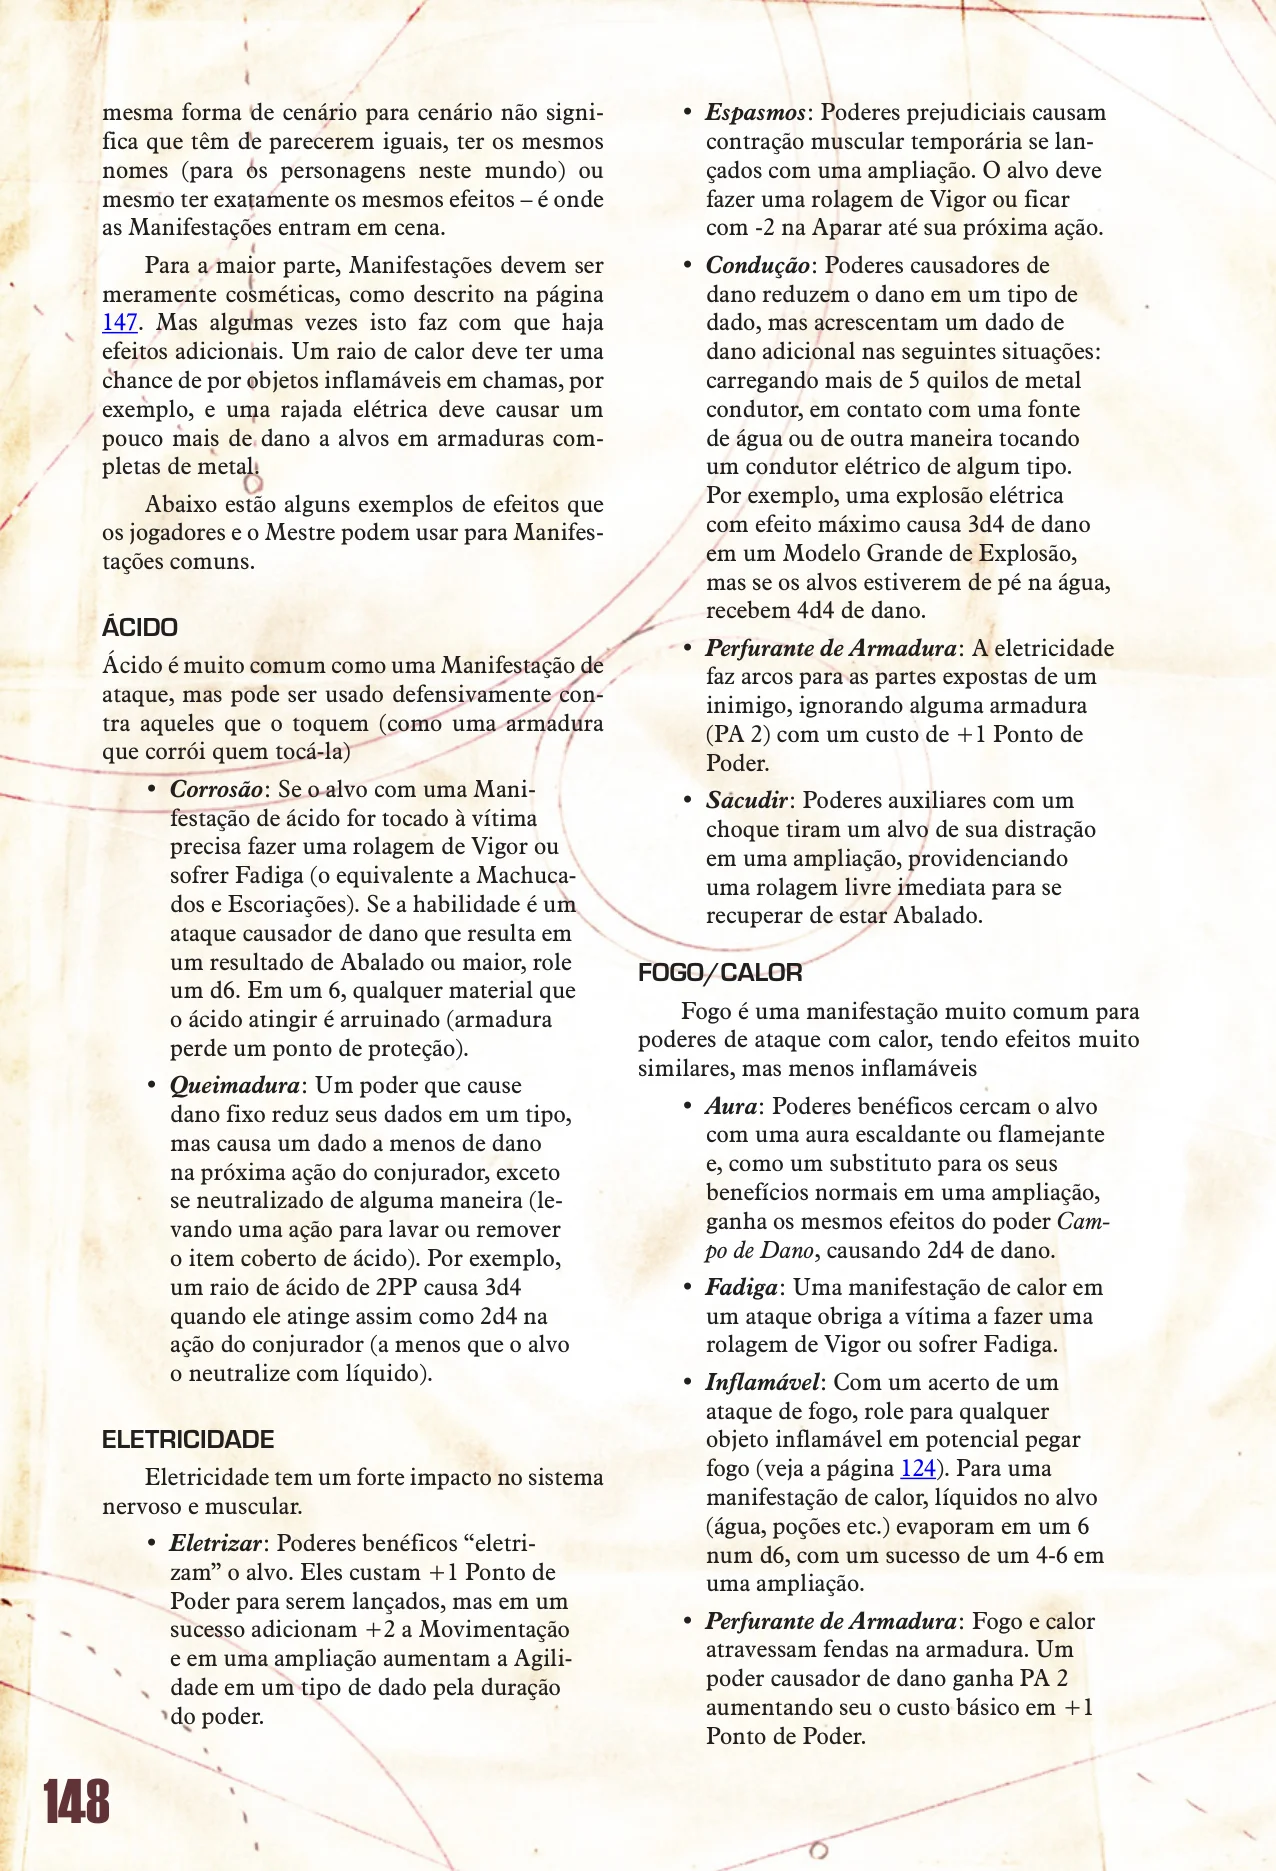 mesma forma de cenário para cenário não signi-
fica que têm de parecerem iguais, ter os mesmos
nomes (para os personagens neste mundo) ou
mesmo ter exatamente os mesmos efeitos – é onde
as Manifestações entram em cena.
Para a maior parte, Manifestações devem ser
meramente cosméticas, como descrito na página
147. Mas algumas vezes isto faz com que haja
efeitos adicionais. Um raio de calor deve ter uma
chance de por objetos inflamáveis em chamas, por
exemplo, e uma rajada elétrica deve causar um
pouco mais de dano a alvos em armaduras com-
pletas de metal.
Abaixo estão alguns exemplos de efeitos que
os jogadores e o Mestre podem usar para Manifes-
tações comuns.
ÁCIDO
Ácido é muito comum como uma Manifestação de
ataque, mas pode ser usado defensivamente con-
tra aqueles que o toquem (como uma armadura
que corrói quem tocá-la)
• Corrosão: Se o alvo com uma Mani-
festação de ácido for tocado à vítima
precisa fazer uma rolagem de Vigor ou
sofrer Fadiga (o equivalente a Machuca-
dos e Escoriações). Se a habilidade é um
ataque causador de dano que resulta em
um resultado de Abalado ou maior, role
um d6. Em um 6, qualquer material que
o ácido atingir é arruinado (armadura
perde um ponto de proteção).
• Queimadura: Um poder que cause
dano fixo reduz seus dados em um tipo,
mas causa um dado a menos de dano
na próxima ação do conjurador, exceto
se neutralizado de alguma maneira (le-
vando uma ação para lavar ou remover
o item coberto de ácido). Por exemplo,
um raio de ácido de 2PP causa 3d4
quando ele atinge assim como 2d4 na
ação do conjurador (a menos que o alvo
o neutralize com líquido).
ELETRICIDADE
Eletricidade tem um forte impacto no sistema
nervoso e muscular.
• Eletrizar: Poderes benéficos “eletri-
zam” o alvo. Eles custam +1 Ponto de
Poder para serem lançados, mas em um
sucesso adicionam +2 a Movimentação
e em uma ampliação aumentam a Agili-
dade em um tipo de dado pela duração
do poder.
• Espasmos: Poderes prejudiciais causam
contração muscular temporária se lan-
çados com uma ampliação. O alvo deve
fazer uma rolagem de Vigor ou ficar
com -2 na Aparar até sua próxima ação.
• Condução: Poderes causadores de
dano reduzem o dano em um tipo de
dado, mas acrescentam um dado de
dano adicional nas seguintes situações:
carregando mais de 5 quilos de metal
condutor, em contato com uma fonte
de água ou de outra maneira tocando
um condutor elétrico de algum tipo.
Por exemplo, uma explosão elétrica
com efeito máximo causa 3d4 de dano
em um Modelo Grande de Explosão,
mas se os alvos estiverem de pé na água,
recebem 4d4 de dano.
• Perfurante de Armadura: A eletricidade
faz arcos para as partes expostas de um
inimigo, ignorando alguma armadura
(PA 2) com um custo de +1 Ponto de
Poder.
• Sacudir: Poderes auxiliares com um
choque tiram um alvo de sua distração
em uma ampliação, providenciando
uma rolagem livre imediata para se
recuperar de estar Abalado.
FOGO/CALOR
Fogo é uma manifestação muito comum para
poderes de ataque com calor, tendo efeitos muito
similares, mas menos inflamáveis
• Aura: Poderes benéficos cercam o alvo
com uma aura escaldante ou flamejante
e, como um substituto para os seus
benefícios normais em uma ampliação,
ganha os mesmos efeitos do poder Cam-
po de Dano, causando 2d4 de dano.
• Fadiga: Uma manifestação de calor em
um ataque obriga a vítima a fazer uma
rolagem de Vigor ou sofrer Fadiga.
• Inflamável: Com um acerto de um
ataque de fogo, role para qualquer
objeto inflamável em potencial pegar
fogo (veja a página 124). Para uma
manifestação de calor, líquidos no alvo
(água, poções etc.) evaporam em um 6
num d6, com um sucesso de um 4-6 em
uma ampliação.
• Perfurante de Armadura: Fogo e calor
atravessam fendas na armadura. Um
poder causador de dano ganha PA 2
aumentando seu o custo básico em +1
Ponto de Poder.
148